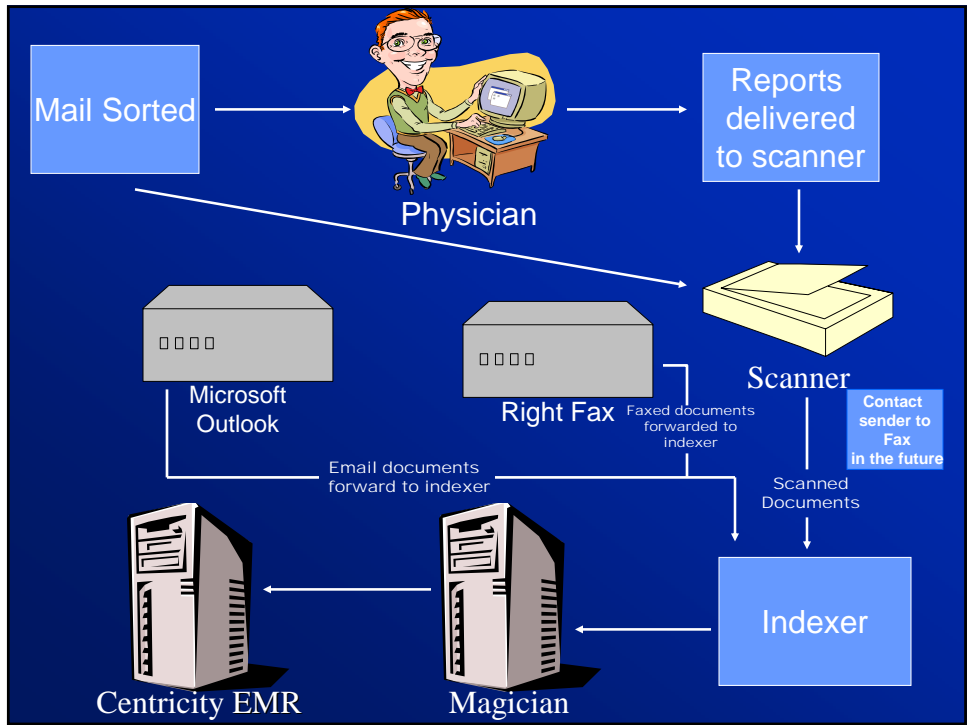 Mail Sorted
Physician
Reports
delivered
to scanner
Microsoft
Outlook
Right Fax
Faxed documents
forwarded to
indexer
Scanner
Contact
sender to
Fax
in the future
Email documents
forward to indexer
Scanned
Documents
Centricity EMR
Magician
Indexer